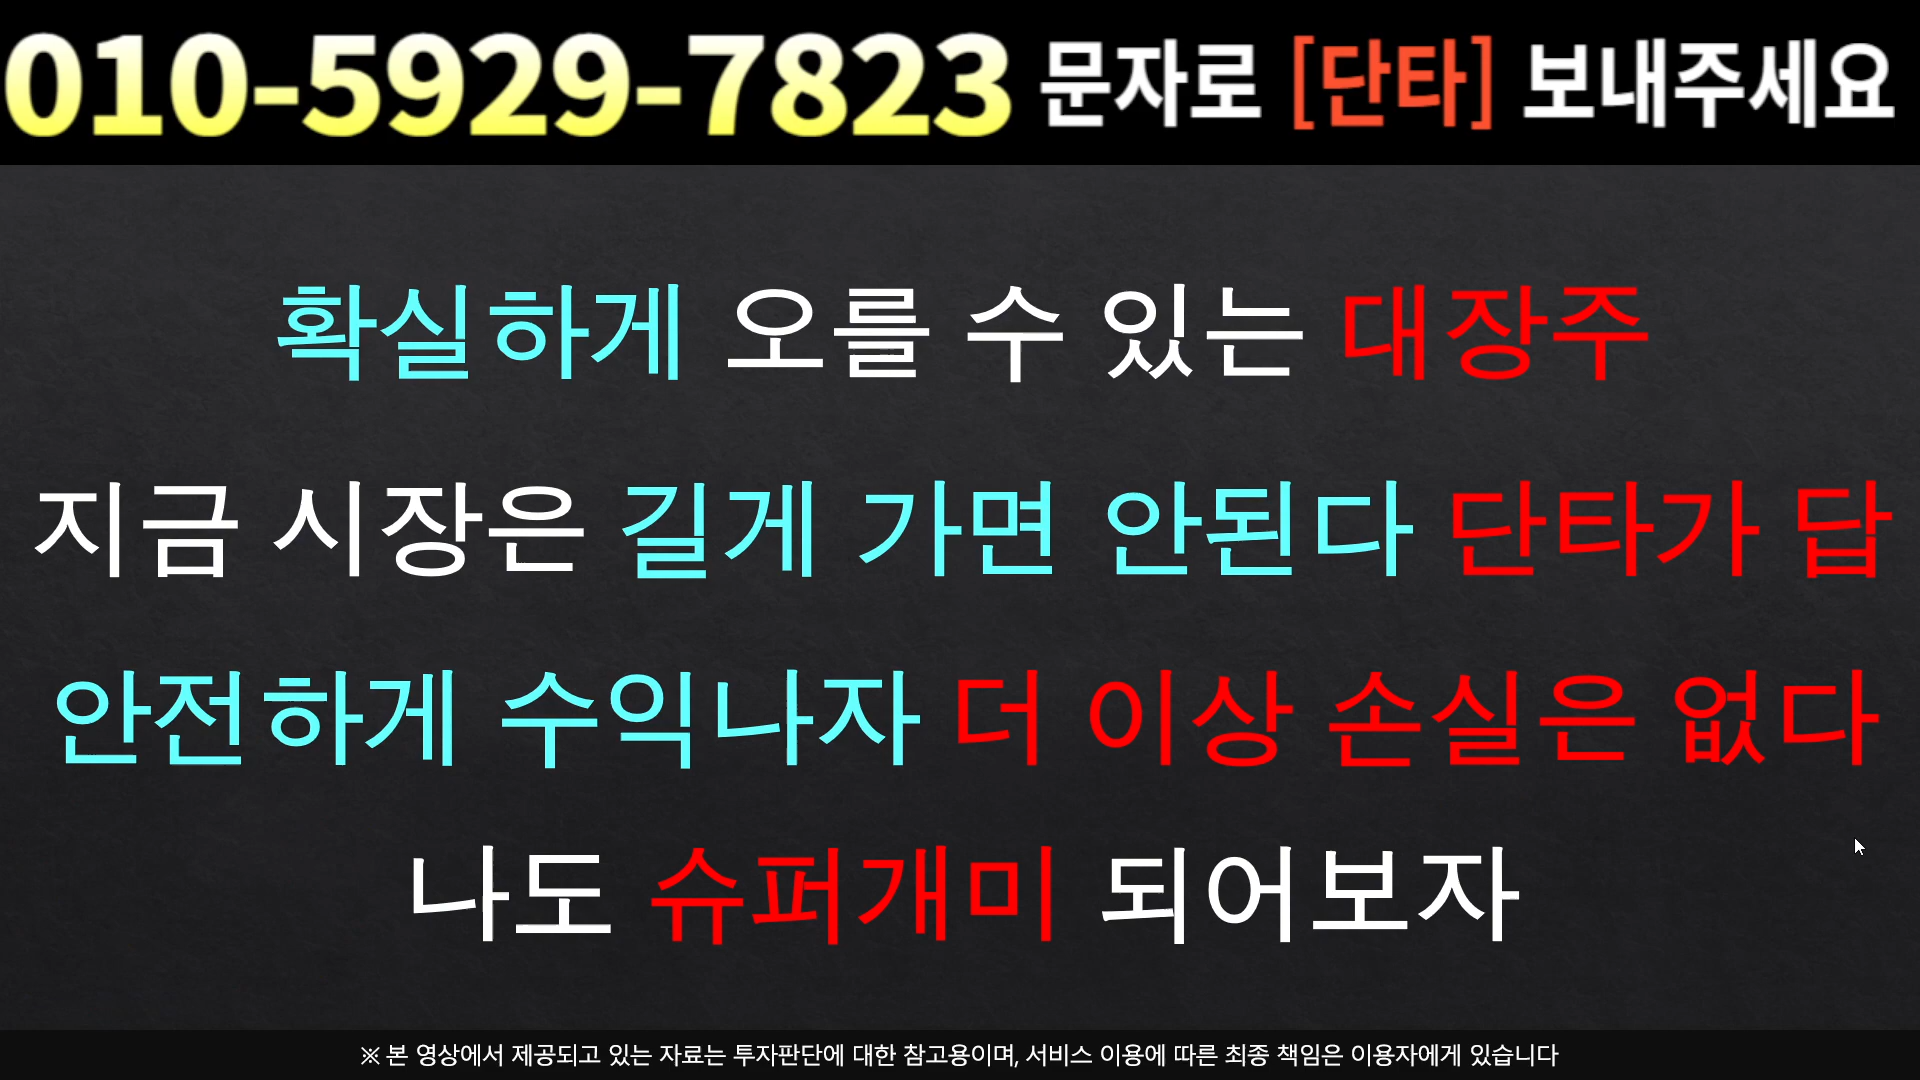 010-5929-7823 문자로 [단타] 보내주세요
확실하게 오를 수 있는 대장주
지금 시장은 길게 가면 안된다 단타가 답
안전하게 수익나자 더 이상 손실은 없다
나도 슈퍼개미 되어보자
※ 본 영상에서 제공되고 있는 자료는 투자판단에 대한 참고용이며, 서비스 이용에 따른 최종 책임은 이용자에게 있습니다